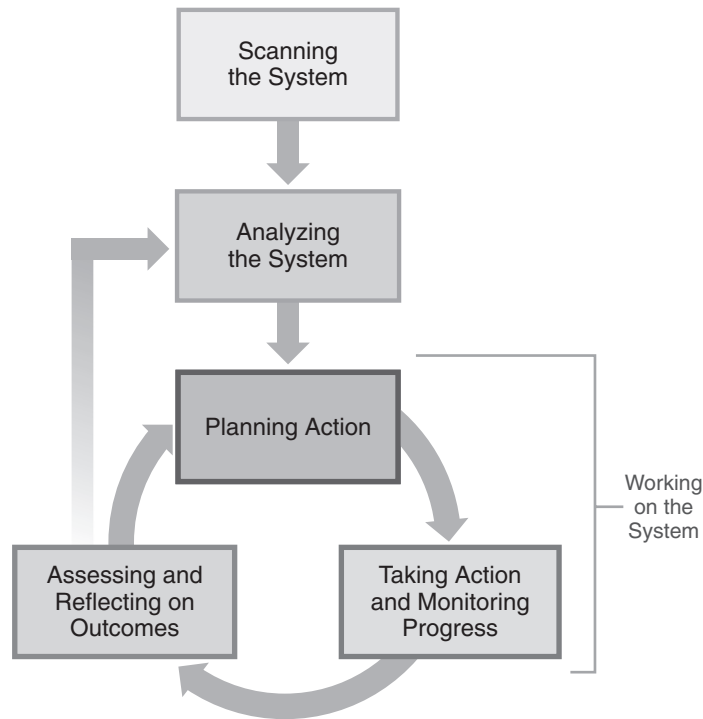 Scanning
the System
Analyzing
the System
Planning Action
Working
on the
System
Assessing and
Reflecting on
Outcomes
Taking Action
and Monitoring
Progress